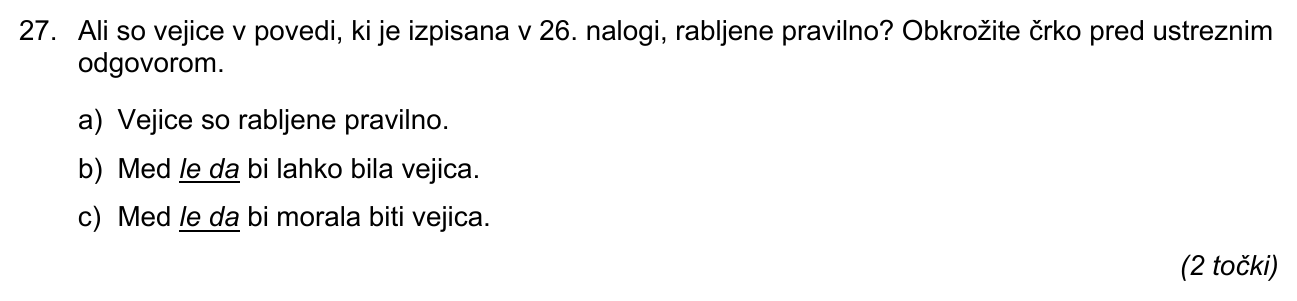 27. Ali so vejice v povedi, ki je izpisana v 26. nalogi, rabljene pravilno? Obkrožite črko pred ustreznim
odgovorom.
a) Vejice so rabljene pravilno.
b) Med le da bi lahko bila vejica.
c) Med le da bi morala biti vejica.
(2 točki)